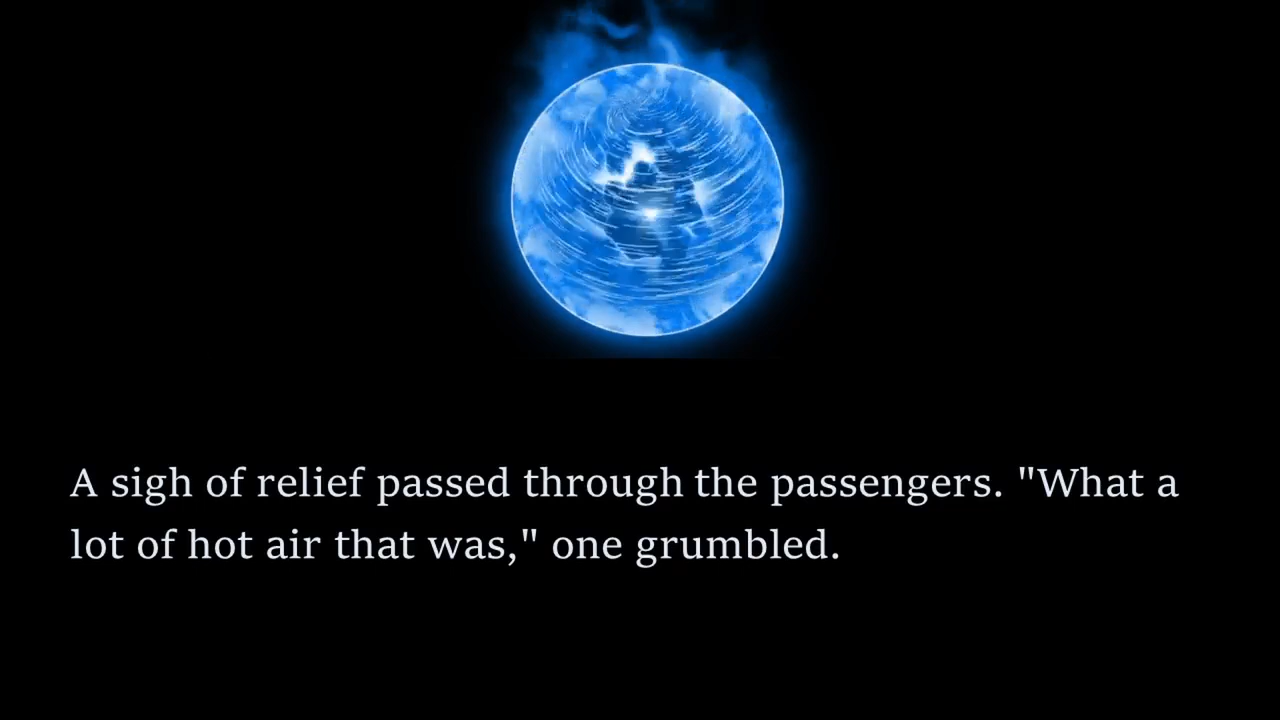 A sigh of relief passed through the passengers. "What a
lot of hot air that was," one grumbled.